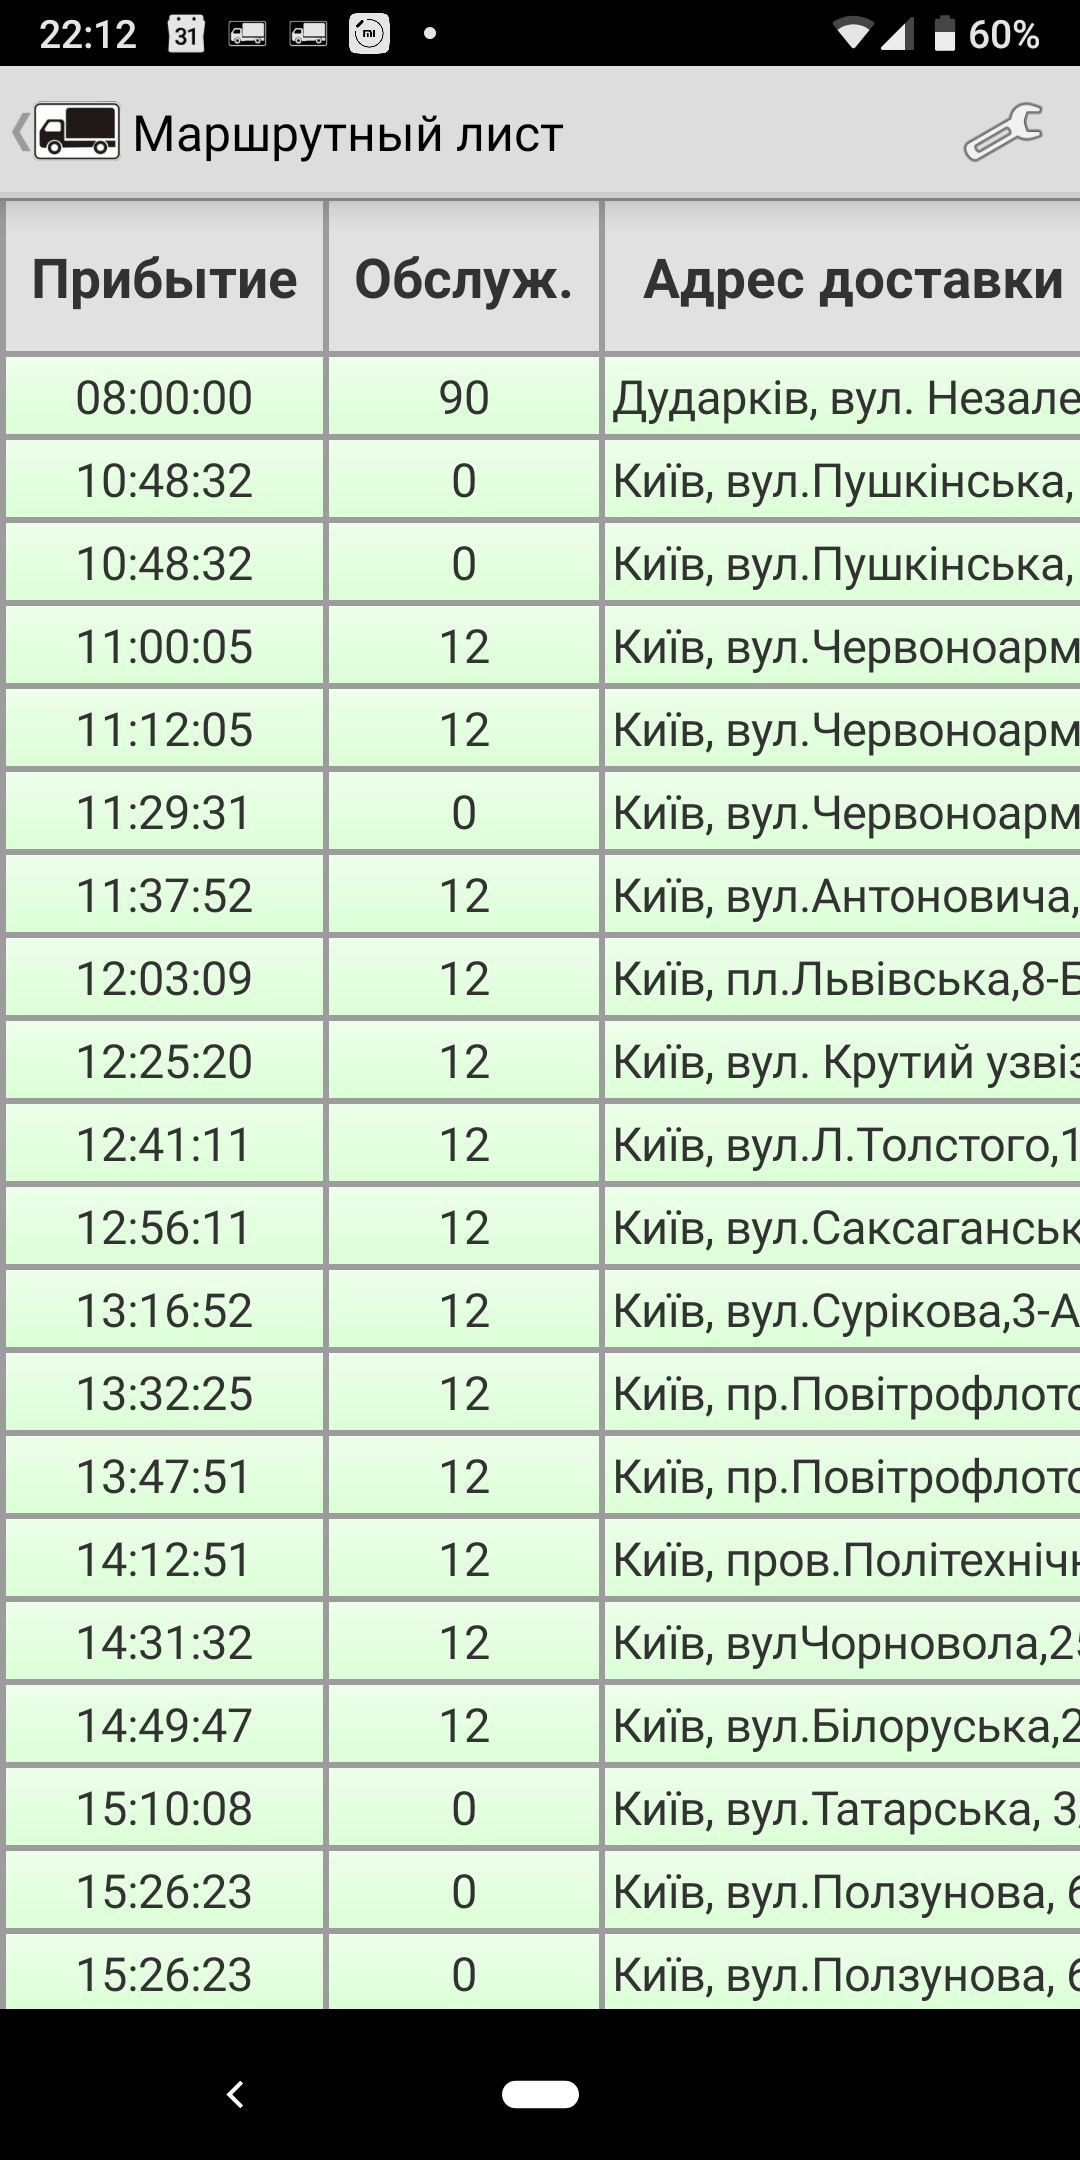 22:12 31 60%
Маршрутный лист
Прибытие Обслуж. Адрес доставки
08:00:00 90 Дударків, вул. Незале
10:48:32 0 Київ, вул.Пушкінська,
10:48:32 0 Київ, вул.Пушкінська,
11:00:05 12 Київ, вул.Червоноарм
11:12:05 12 Київ, вул.Червоноарм
11:29:31 0 Київ, вул.Червоноарм
11:37:52 12 Київ, вул.Антоновича,
12:03:09 12 Київ, пл.Львівська,8-Б
12:25:20 12 Київ, вул. Крутий узвіз
12:41:11 12 Київ, вул.Л.Толстого,1
12:56:11 12 Київ, вул.Саксаганськ
13:16:52 12 Київ, вул.Сурікова,3-А
13:32:25 12 Київ, пр.Повітрофлото
13:47:51 12 Київ, пр.Повітрофлото
14:12:51 12 Київ, пров.Політехнічн
14:31:32 12 Київ, вулЧорновола,25
14:49:47 12 Київ, вул.Білоруська,2
15:10:08 0 Київ, вул.Татарська, 3,
15:26:23 0 Київ, вул.Ползунова, 6
15:26:23 0 Київ, вул.Ползунова, 6